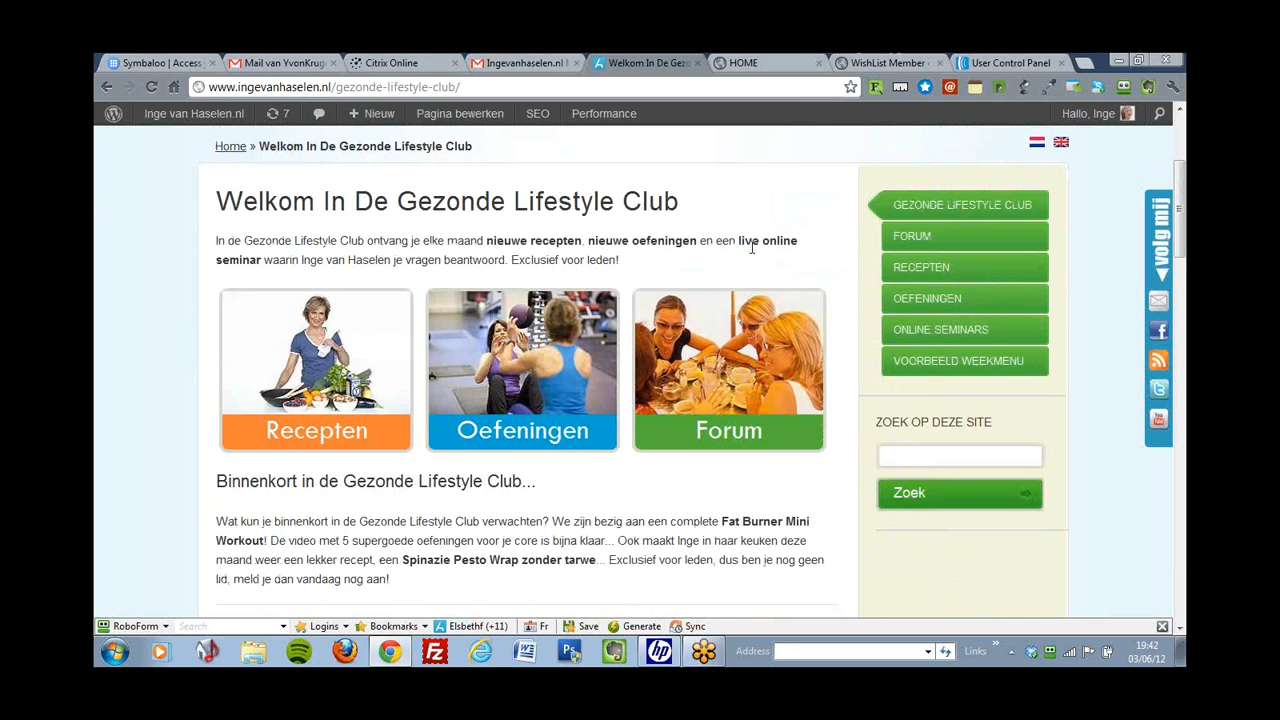 Symbaloo | Access
Mail van YvonKrug
Citrix Online
Ingevanhaselen.nl
Welkom In De Gezo
HOME
WishList Member
User Control Panel
www.ingevanhaselen.nl/gezonde-lifestyle-club/
Inge van Haselen.nl 7 + Nieuw Pagina bewerken SEO Performance Hallo, Inge
Home » Welkom In De Gezonde Lifestyle Club
Welkom In De Gezonde Lifestyle Club
In de Gezonde Lifestyle Club ontvang je elke maand nieuwe recepten, nieuwe oefeningen en een live online
seminar waarin Inge van Haselen je vragen beantwoord. Exclusief voor leden!
Recepten
Oefeningen
Forum
Binnenkort in de Gezonde Lifestyle Club...
Wat kun je binnenkort in de Gezonde Lifestyle Club verwachten? We zijn bezig aan een complete Fat Burner Mini
Workout! De video met 5 supergoede oefeningen voor je core is bijna klaar... Ook maakt Inge in haar keuken deze
maand weer een lekker recept, een Spinazie Pesto Wrap zonder tarwe... Exclusief voor leden, dus ben je nog geen
lid, meld je dan vandaag nog aan!
GEZONDE LIFESTYLE CLUB
FORUM
RECEPTEN
OEFENINGEN
ONLINE SEMINARS
VOORBEELD WEEKMENU
ZOEK OP DEZE SITE
Zoek
volg mij
RoboForm Search Logins Bookmarks Elsbethf (+11) Fr Save Generate Sync
Address Links
19:42
03/06/12